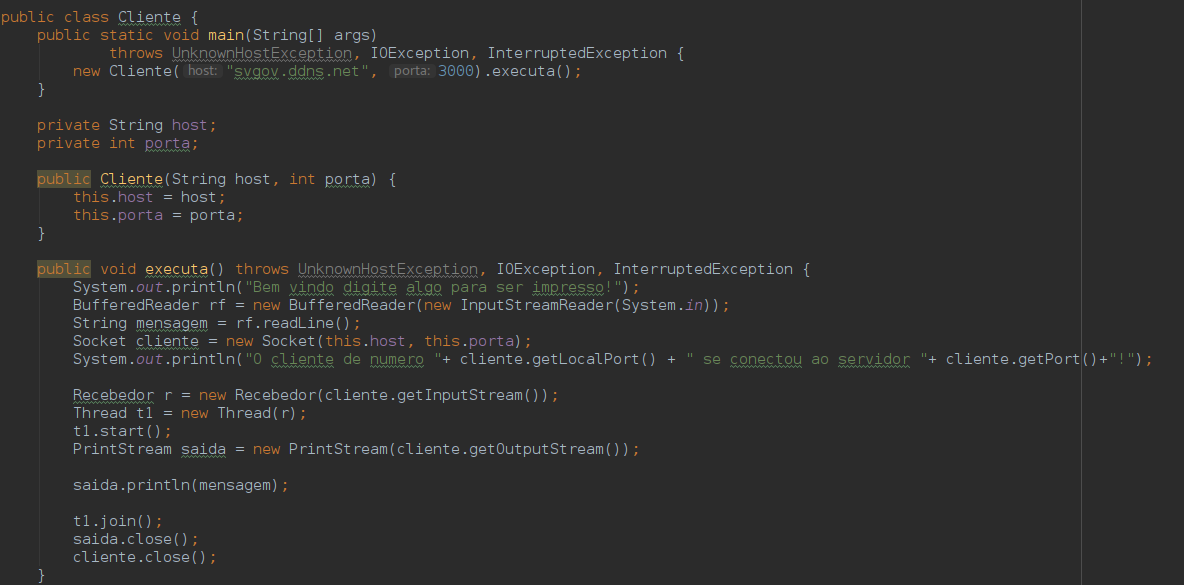 public class Cliente {
    public static void main(String[] args)
            throws UnknownHostException, IOException, InterruptedException {
        new Cliente( host: "svgov.ddns.net", porta: 3000).executa();
    }

    private String host;
    private int porta;

    public Cliente(String host, int porta) {
        this.host = host;
        this.porta = porta;
    }

    public void executa() throws UnknownHostException, IOException, InterruptedException {
        System.out.println("Bem vindo digite algo para ser impresso!");
        BufferedReader rf = new BufferedReader(new InputStreamReader(System.in));
        String mensagem = rf.readLine();
        Socket cliente = new Socket(this.host, this.porta);
        System.out.println("O cliente de numero "+ cliente.getLocalPort() + " se conectou ao servidor "+ cliente.getPort()+"!");

        Recebedor r = new Recebedor(cliente.getInputStream());
        Thread t1 = new Thread(r);
        t1.start();
        PrintStream saida = new PrintStream(cliente.getOutputStream());

        saida.println(mensagem);

        t1.join();
        saida.close();
        cliente.close();
    }